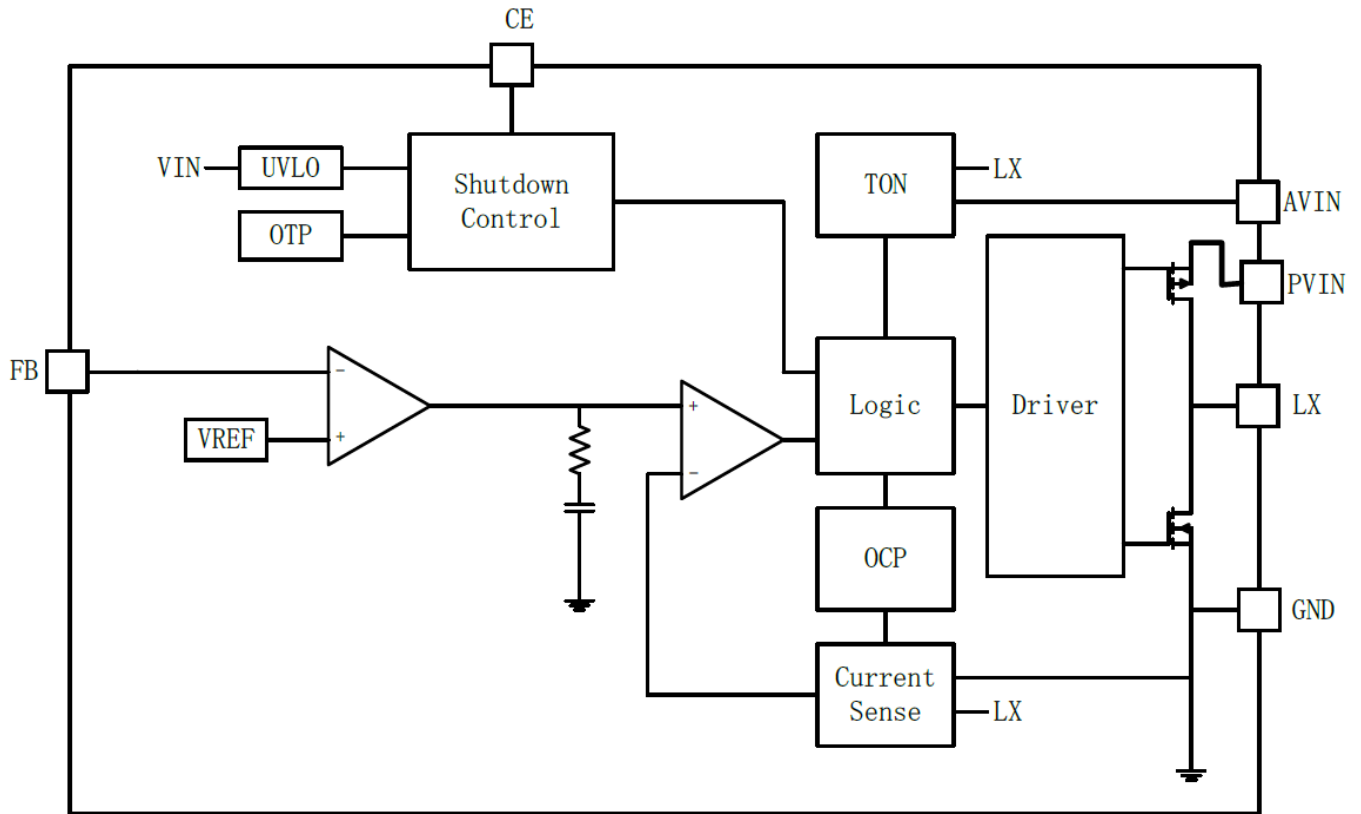 CE
VIN
UVLO
OTP
Shutdown
Control
TON
LX
AVIN
PVIN
FB
VREF
-
+
+
-
Logic
Driver
LX
OCP
GND
Current
Sense
LX